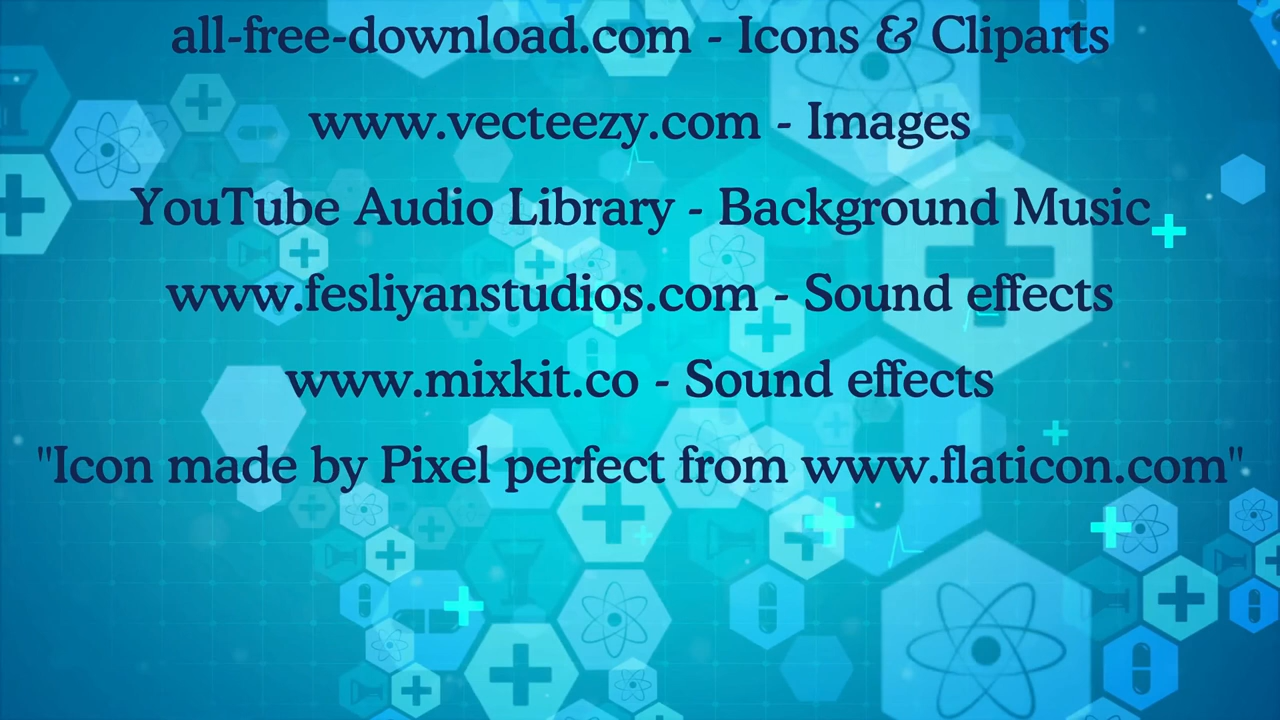 all-free-download.com - Icons & Cliparts
www.vecteezy.com - Images
YouTube Audio Library - Background Music
www.fesliyanstudios.com - Sound effects
www.mixkit.co - Sound effects
"Icon made by Pixel perfect from www.flaticon.com"